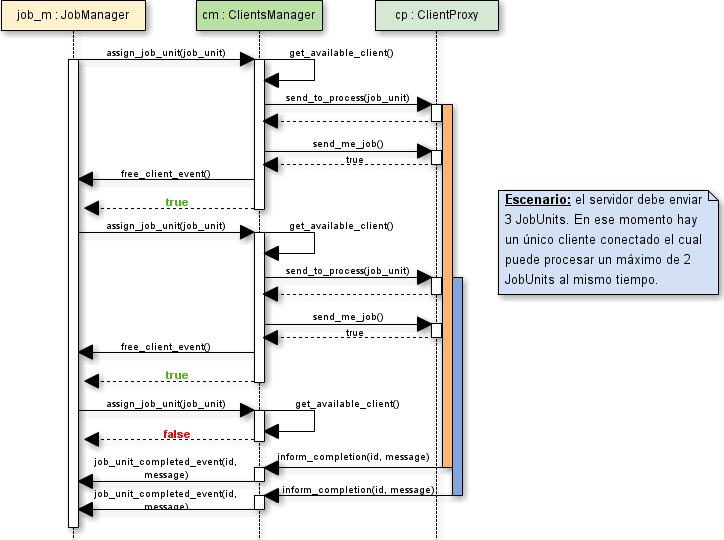 job_m : JobManager
cm : ClientsManager
cp : ClientProxy
assign_job_unit(job_unit)
get_available_client()
send_to_process(job_unit)
send_me_job()
true
free_client_event()
true
assign_job_unit(job_unit)
get_available_client()
send_to_process(job_unit)
send_me_job()
true
free_client_event()
true
assign_job_unit(job_unit)
get_available_client()
false
inform_completion(id, message)
job_unit_completed_event(id,
message)
inform_completion(id, message)
job_unit_completed_event(id,
message)
Escenario: el servidor debe enviar
3 JobUnits. En ese momento hay
un único cliente conectado el cual
puede procesar un máximo de 2
JobUnits al mismo tiempo.